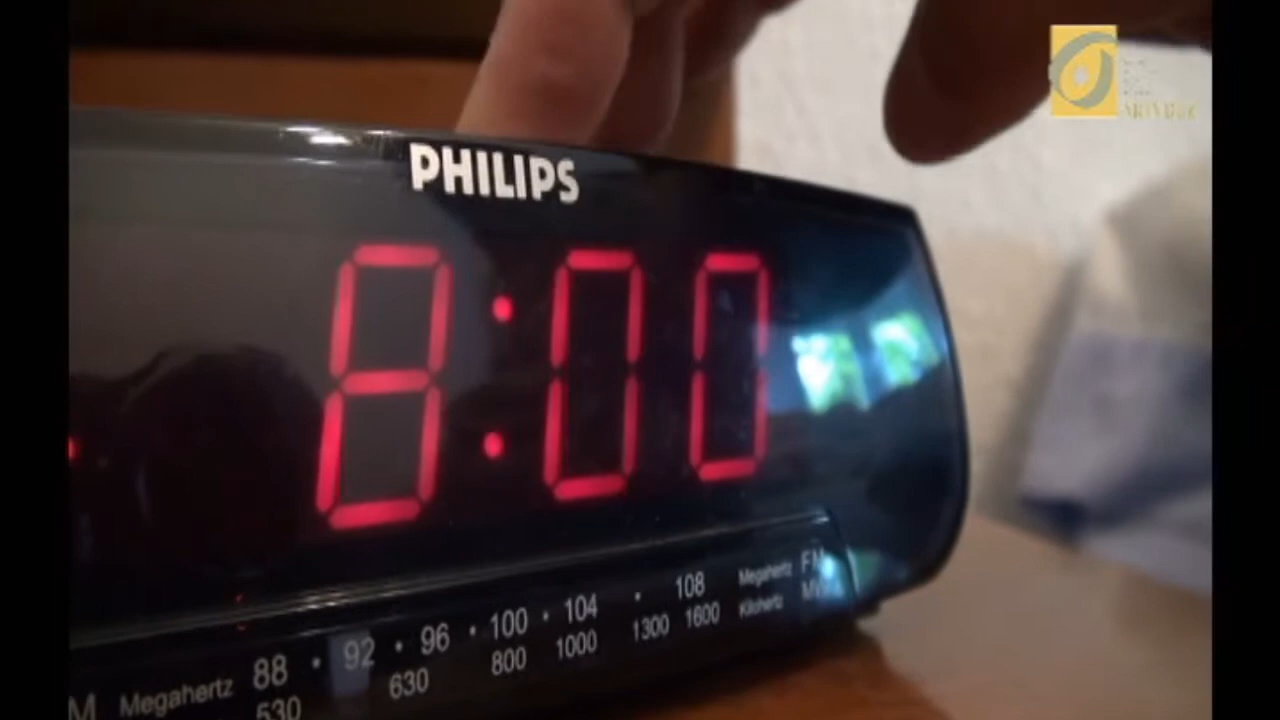 PHILIPS
8:00
Megahertz 88 • 92 • 96 • 100 • 104 • 108 Megahertz FM
530 630 800 1000 1300 1600 Kilohertz MW